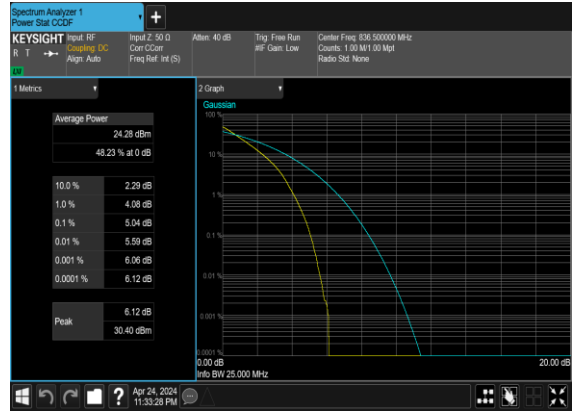 Spectrum Analyzer 1
Power Stat CCDF
KEYSIGHT
R T
LW
Input: RF
Coupling: DC
Align: Auto
Input Z: 50 Ω
Corr CCorr
Freq Ref: Int (S)
Atten: 40 dB
Trig: Free Run
#IF Gain: Low
Center Freq: 836.500000 MHz
Counts: 1.00 M/1.00 Mpt
Radio Std: None
1 Metrics
Average Power
24.28 dBm
48.23 % at 0 dB
10.0 % 2.29 dB
1.0 % 4.08 dB
0.1 % 5.04 dB
0.01 % 5.59 dB
0.001 % 6.06 dB
0.0001 % 6.12 dB
Peak 6.12 dB
30.40 dBm
2 Graph
Gaussian
100 %
10 %
1 %
0.1 %
0.01 %
0.001 %
0.0001 %
0.00 dB
20.00 dB
Info BW 25.000 MHz
Apr 24, 2024
11:33:28 PM